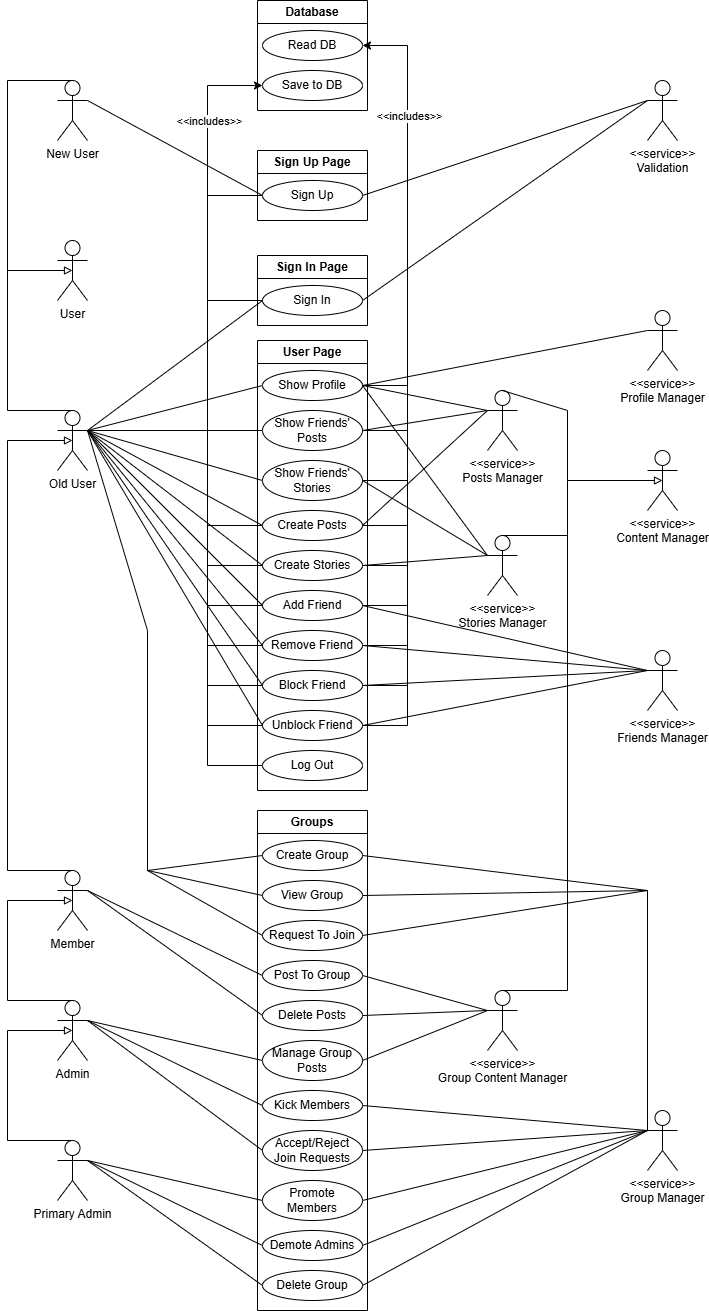 Database
Read DB
Save to DB
<<includes>>
<<includes>>
New User
Sign Up Page
Sign Up
<<service>>
Validation
User
Sign In Page
Sign In
<<service>>
Profile Manager
User Page
Show Profile
Show Friends'
Posts
Show Friends'
Stories
Create Posts
Create Stories
Add Friend
Remove Friend
Block Friend
Unblock Friend
Log Out
Old User
<<service>>
Posts Manager
<<service>>
Content Manager
<<service>>
Stories Manager
<<service>>
Friends Manager
Groups
Create Group
View Group
Request To Join
Post To Group
Delete Posts
Manage Group
Posts
Kick Members
Accept/Reject
Join Requests
Promote
Members
Demote Admins
Delete Group
Member
Admin
Primary Admin
<<service>>
Group Content Manager
<<service>>
Group Manager